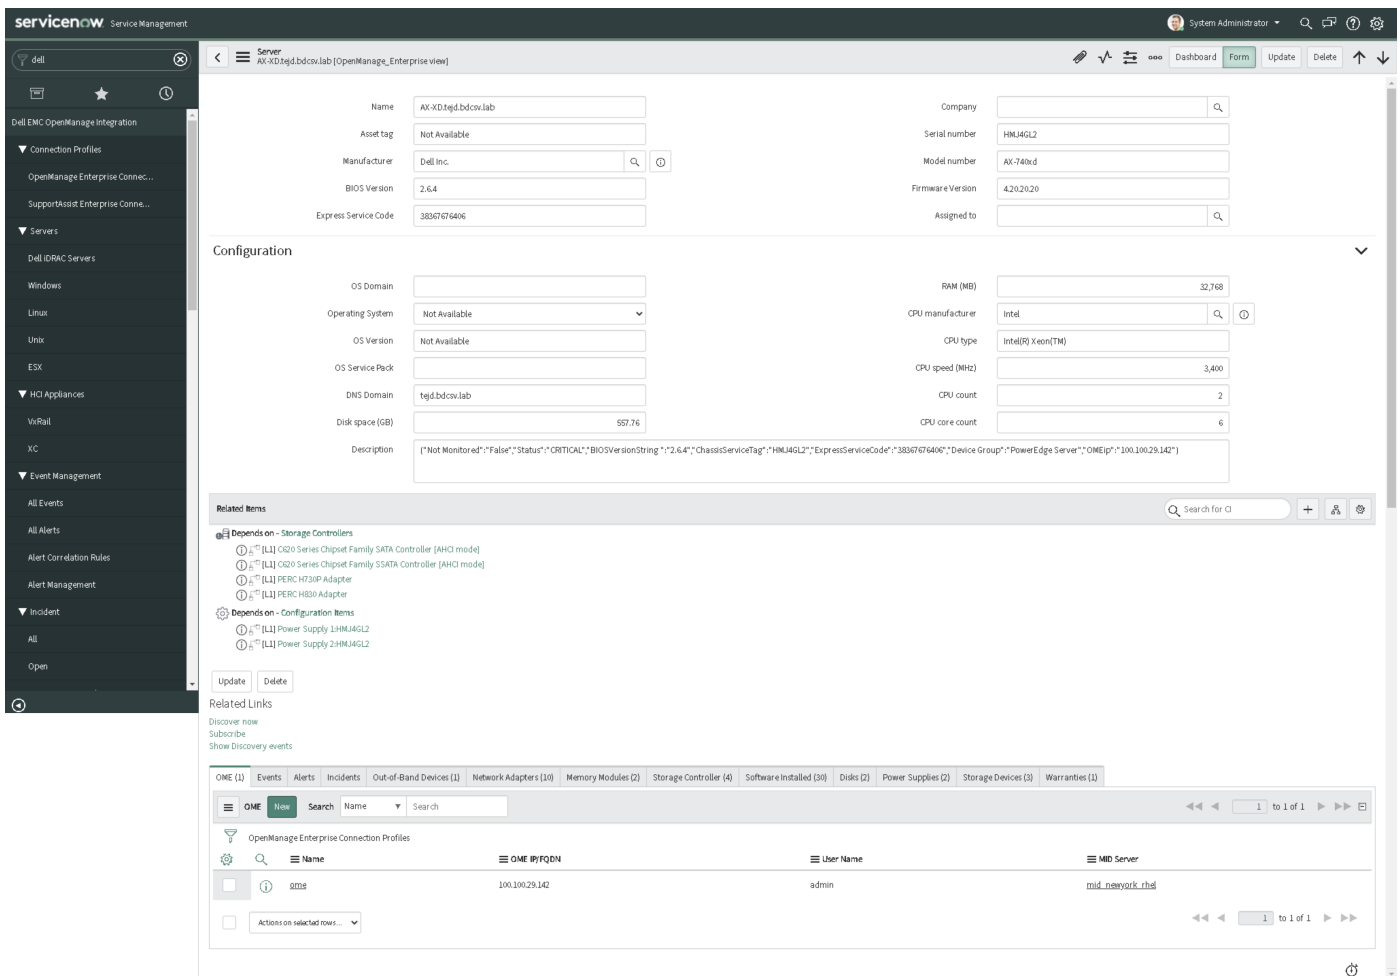 servicenow Service Management
System Administrator
dell
Dell EMC OpenManage Integration
Connection Profiles
OpenManage Enterprise Connec...
SupportAssist Enterprise Conne...
Servers
Dell iDRAC Servers
Windows
Linux
Unix
ESX
HCI Appliances
VxRail
XC
Event Management
All Events
All Alerts
Alert Correlation Rules
Alert Management
Incident
All
Open
Server
AX-XD.tejd.bdcsv.lab [OpenManage_Enterprise view]
Dashboard Form Update Delete
Name AX-XD.tejd.bdcsv.lab Company
Asset tag Not Available Serial number HMJ4GL2
Manufacturer Dell Inc. Model number AX-740xd
BIOS Version 2.6.4 Firmware Version 4.20.20.20
Express Service Code 38367676406 Assigned to
Configuration
OS Domain RAM (MB) 32,768
Operating System Not Available CPU manufacturer Intel
OS Version Not Available CPU type Intel(R) Xeon(TM)
OS Service Pack CPU speed (MHz) 3,400
DNS Domain tejd.bdcsv.lab CPU count 2
Disk space (GB) 557.76 CPU core count 6
Description {"Not Monitored":"False","Status":"CRITICAL","BIOSVersionString ":"2.6.4","ChassisServiceTag":"HMJ4GL2","ExpressServiceCode":"38367676406","Device Group":"PowerEdge Server","OMEip":"100.100.29.142"}
Related Items Search for CI
Depends on - Storage Controllers
[L1] C620 Series Chipset Family SATA Controller [AHCI mode]
[L1] C620 Series Chipset Family SSATA Controller [AHCI mode]
[L1] PERC H730P Adapter
[L1] PERC H830 Adapter
Depends on - Configuration Items
[L1] Power Supply 1:HMJ4GL2
[L1] Power Supply 2:HMJ4GL2
Update Delete
Related Links
Discover now
Subscribe
Show Discovery events
OME (1) Events Alerts Incidents Out-of-Band Devices (1) Network Adapters (10) Memory Modules (2) Storage Controller (4) Software Installed (30) Disks (2) Power Supplies (2) Storage Devices (3) Warranties (1)
OME New Search Name Search 1 to 1 of 1
OpenManage Enterprise Connection Profiles
Name OME IP/FQDN User Name MID Server
ome 100.100.29.142 admin mid_newyork_rhel
Actions on selected rows... 1 to 1 of 1